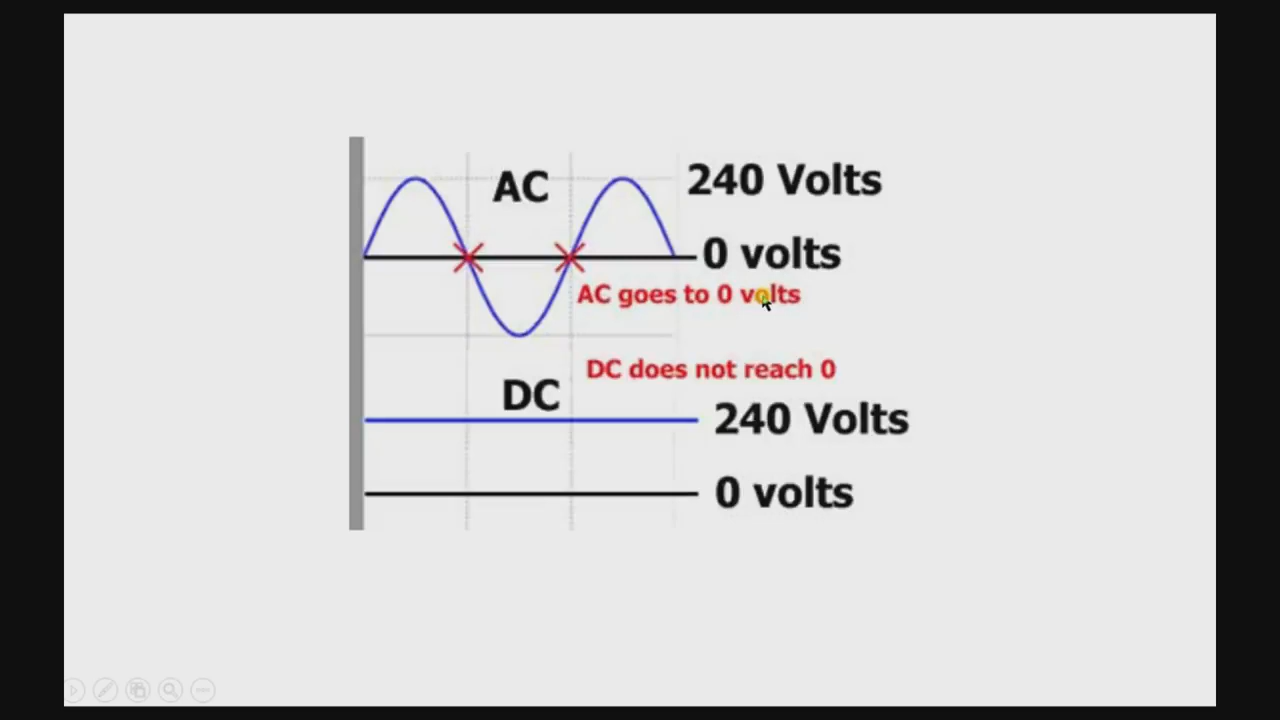 AC
240 Volts
0 volts
AC goes to 0 volts
DC does not reach 0
DC
240 Volts
0 volts